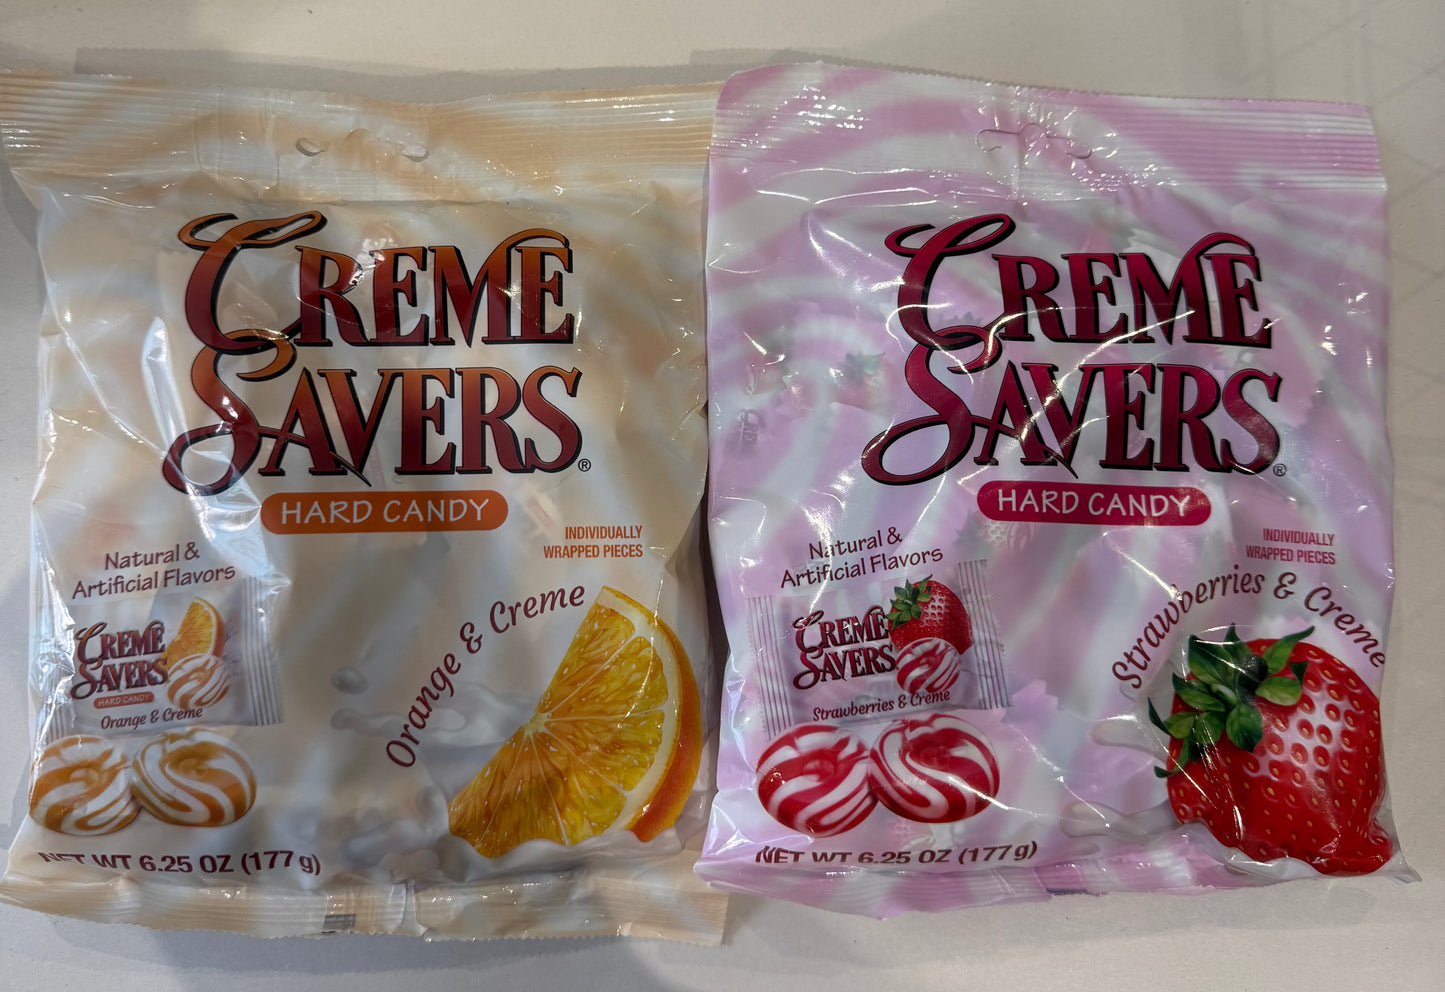 CREME
SAVERS®
HARD CANDY
INDIVIDUALLY
WRAPPED PIECES
Natural &
Artificial Flavors
Orange & Creme
CREME
SAVERS
HARD CANDY
Orange & Creme
NET WT 6.25 OZ (177 g)
CREME
SAVERS®
HARD CANDY
INDIVIDUALLY
WRAPPED PIECES
Natural &
Artificial Flavors
Strawberries & Creme
CREME
SAVERS
Strawberries & Creme
NET WT 6.25 OZ (177 g)